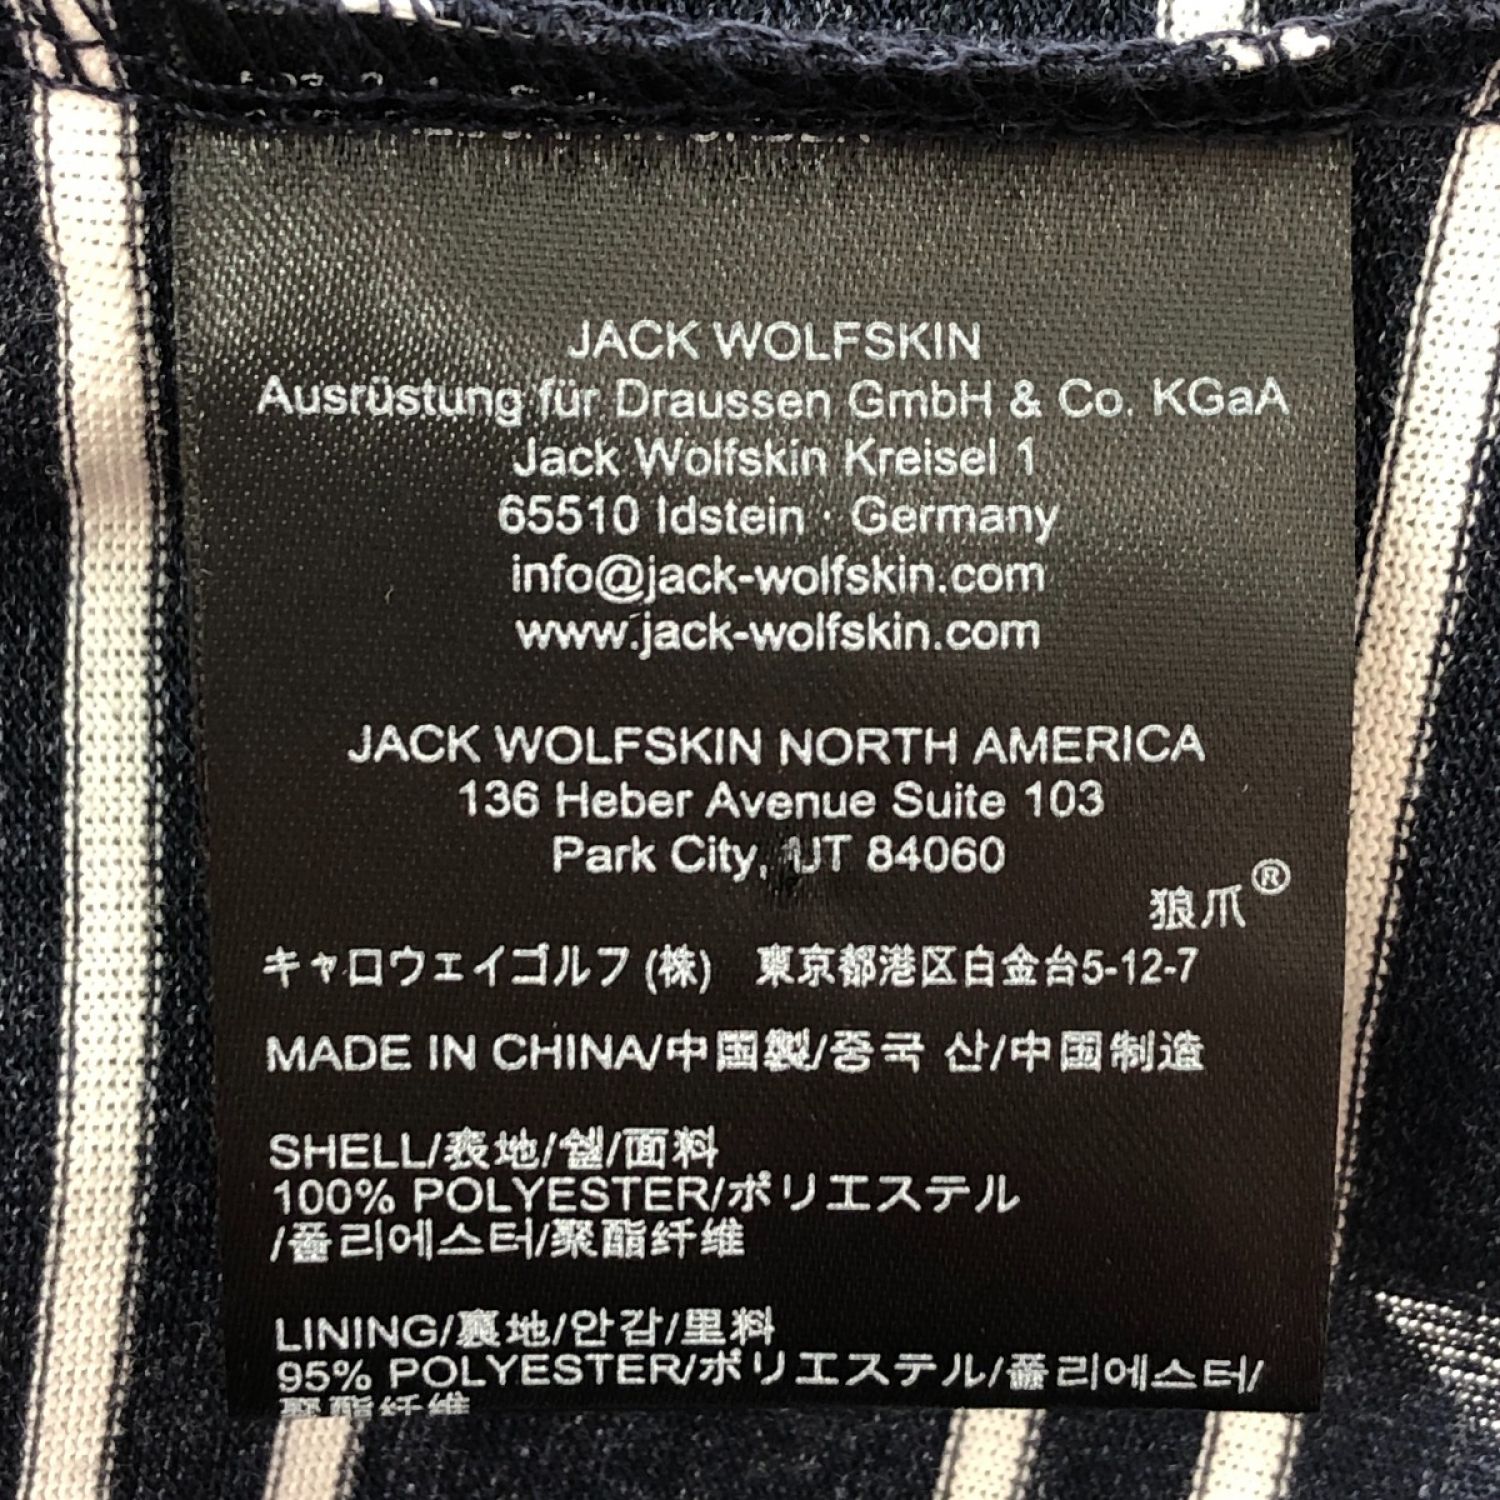 JACK WOLFSKIN
Ausrüstung für Draussen GmbH & Co. KGaA
Jack Wolfskin Kreisel 1
65510 Idstein · Germany
info@jack-wolfskin.com
www.jack-wolfskin.com
JACK WOLFSKIN NORTH AMERICA
136 Heber Avenue Suite 103
Park City, UT 84060
狼爪®
キャロウェイゴルフ(株) 東京都港区白金台5-12-7
MADE IN CHINA/中国製/중국 산/中国制造
SHELL/表地/쉘/面料
100% POLYESTER/ポリエステル
/폴리에스터/聚酯纤维
LINING/裏地/안감/里料
95% POLYESTER/ポリエステル/폴리에스터/
聚酯纤维